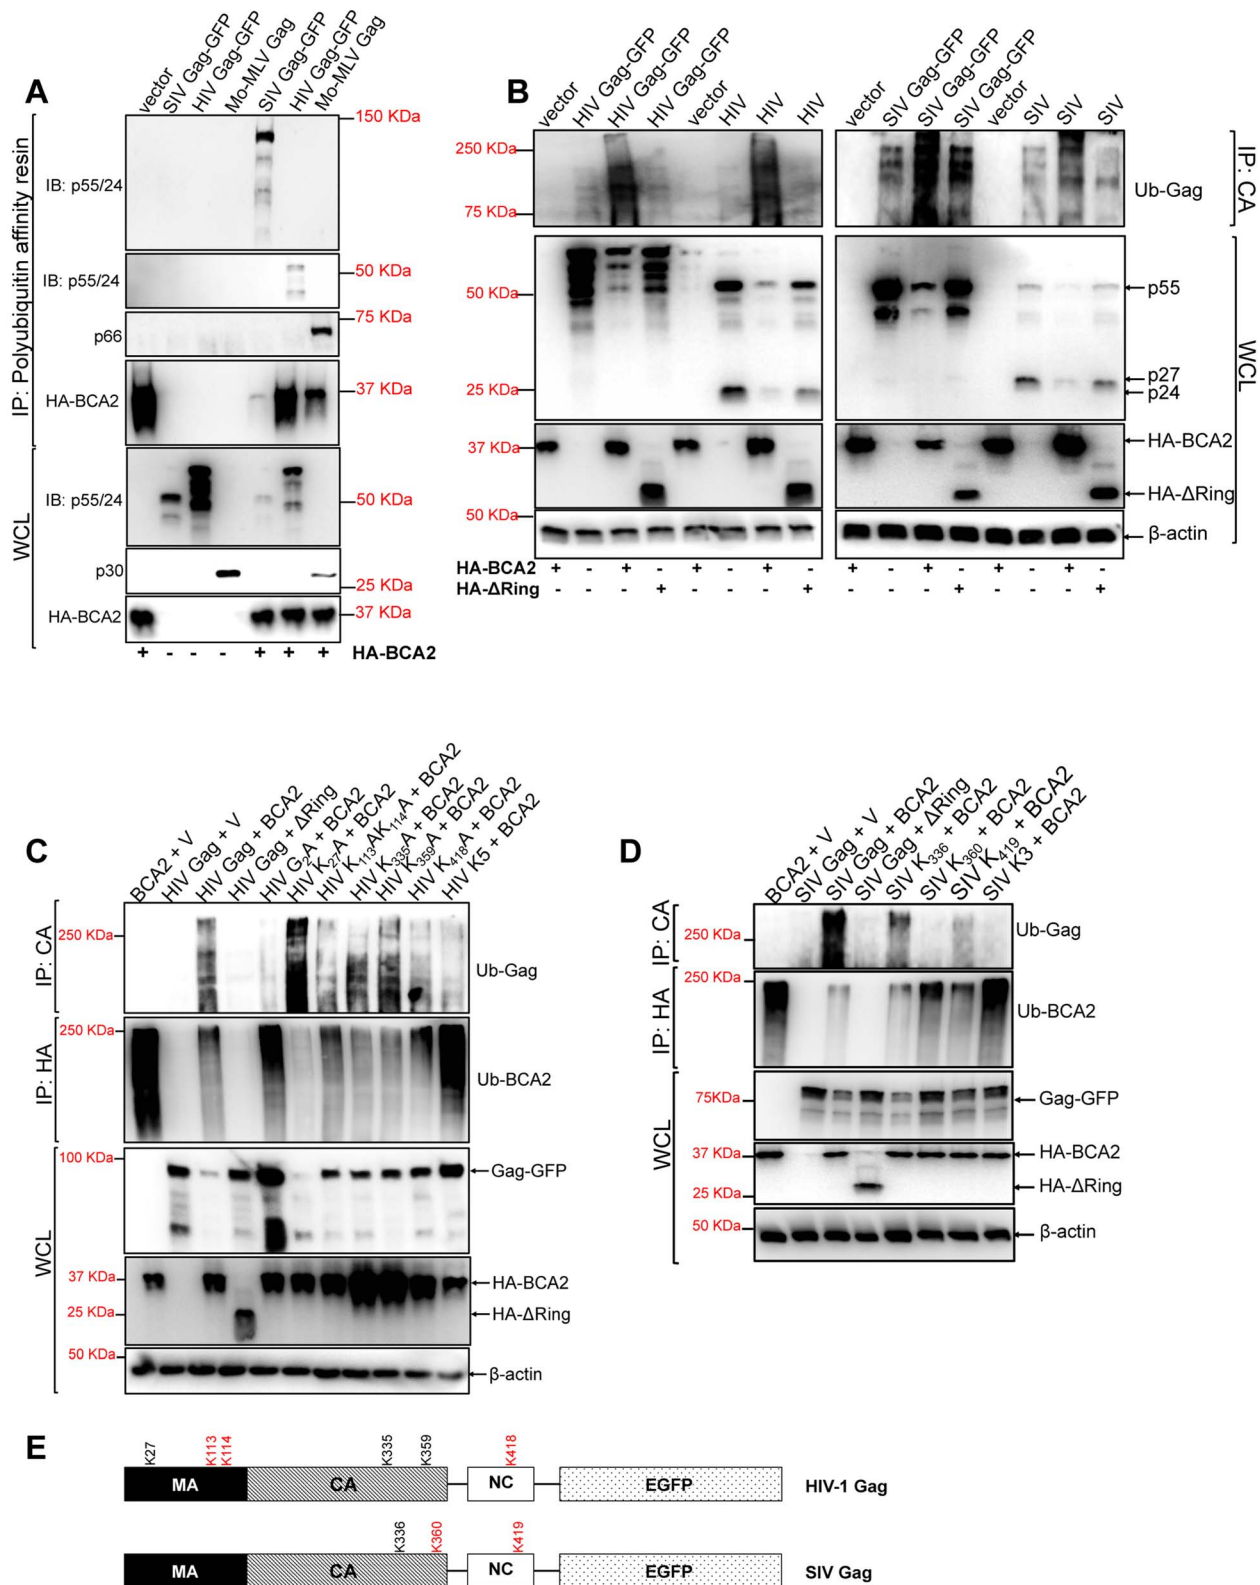 A
vector
SIV Gag-GFP
HIV Gag-GFP
Mo-MLV Gag
SIV Gag-GFP
HIV Gag-GFP
Mo-MLV Gag
IP: Polyubiquitin affinity resin
WCL
150 KDa
IB: p55/24
IB: p55/24
50 KDa
75 KDa
p66
HA-BCA2
37 KDa
IB: p55/24
50 KDa
p30
25 KDa
HA-BCA2
37 KDa
+ - - - + + + HA-BCA2
B
vector
HIV Gag-GFP
HIV Gag-GFP
HIV Gag-GFP
vector
HIV
HIV
HIV
vector
SIV Gag-GFP
SIV Gag-GFP
SIV Gag-GFP
vector
SIV
SIV
SIV
250 KDa
75 KDa
Ub-Gag
IP: CA
50 KDa
25 KDa
p55
p27
p24
WCL
37 KDa
HA-BCA2
HA-ΔRing
50 KDa
β-actin
HA-BCA2 + - + - + - + - + - + - + - + -
HA-ΔRing - - - + - - - + - - - + - - - +
C
BCA2 + V
HIV Gag + V
HIV Gag + BCA2
HIV Gag + ΔRing
HIV G2A + BCA2
HIV K27A + BCA2
HIV K113AK114A + BCA2
HIV K335A + BCA2
HIV K359A + BCA2
HIV K418A + BCA2
HIV K5 + BCA2
IP: CA
250 KDa
Ub-Gag
IP: HA
250 KDa
Ub-BCA2
WCL
100 KDa
Gag-GFP
37 KDa
HA-BCA2
25 KDa
HA-ΔRing
50 KDa
β-actin
D
BCA2 + V
SIV Gag + V
SIV Gag + BCA2
SIV Gag + ΔRing
SIV K336 + BCA2
SIV K360 + BCA2
SIV K419 + BCA2
SIV K3 + BCA2
IP: CA
250 KDa
Ub-Gag
IP: HA
250 KDa
Ub-BCA2
WCL
75KDa
Gag-GFP
37 KDa
HA-BCA2
25 KDa
HA-ΔRing
50 KDa
β-actin
E
K27 K113 K114 K335 K359 K418
MA CA NC EGFP HIV-1 Gag
K336 K360 K419
MA CA NC EGFP SIV Gag